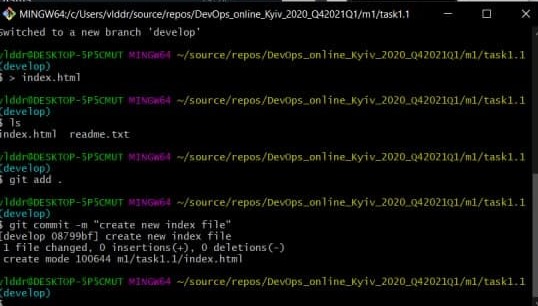 MINGW64:/c/Users/vlddr/source/repos/DevOps_online_Kyiv_2020_Q42021Q1/m1/task1.1
Switched to a new branch 'develop'
vlddr@DESKTOP-5P5CMUT MINGW64 ~/source/repos/DevOps_online_Kyiv_2020_Q42021Q1/m1/task1.1
(develop)
$ > index.html
vlddr@DESKTOP-5P5CMUT MINGW64 ~/source/repos/DevOps_online_Kyiv_2020_Q42021Q1/m1/task1.1
(develop)
$ ls
index.html  readme.txt
vlddr@DESKTOP-5P5CMUT MINGW64 ~/source/repos/DevOps_online_Kyiv_2020_Q42021Q1/m1/task1.1
(develop)
$ git add .
vlddr@DESKTOP-5P5CMUT MINGW64 ~/source/repos/DevOps_online_Kyiv_2020_Q42021Q1/m1/task1.1
(develop)
$ git commit -m "create new index file"
[develop 08799bf] create new index file
1 file changed, 0 insertions(+), 0 deletions(-)
create mode 100644 m1/task1.1/index.html
vlddr@DESKTOP-5P5CMUT MINGW64 ~/source/repos/DevOps_online_Kyiv_2020_Q42021Q1/m1/task1.1
(develop)
$